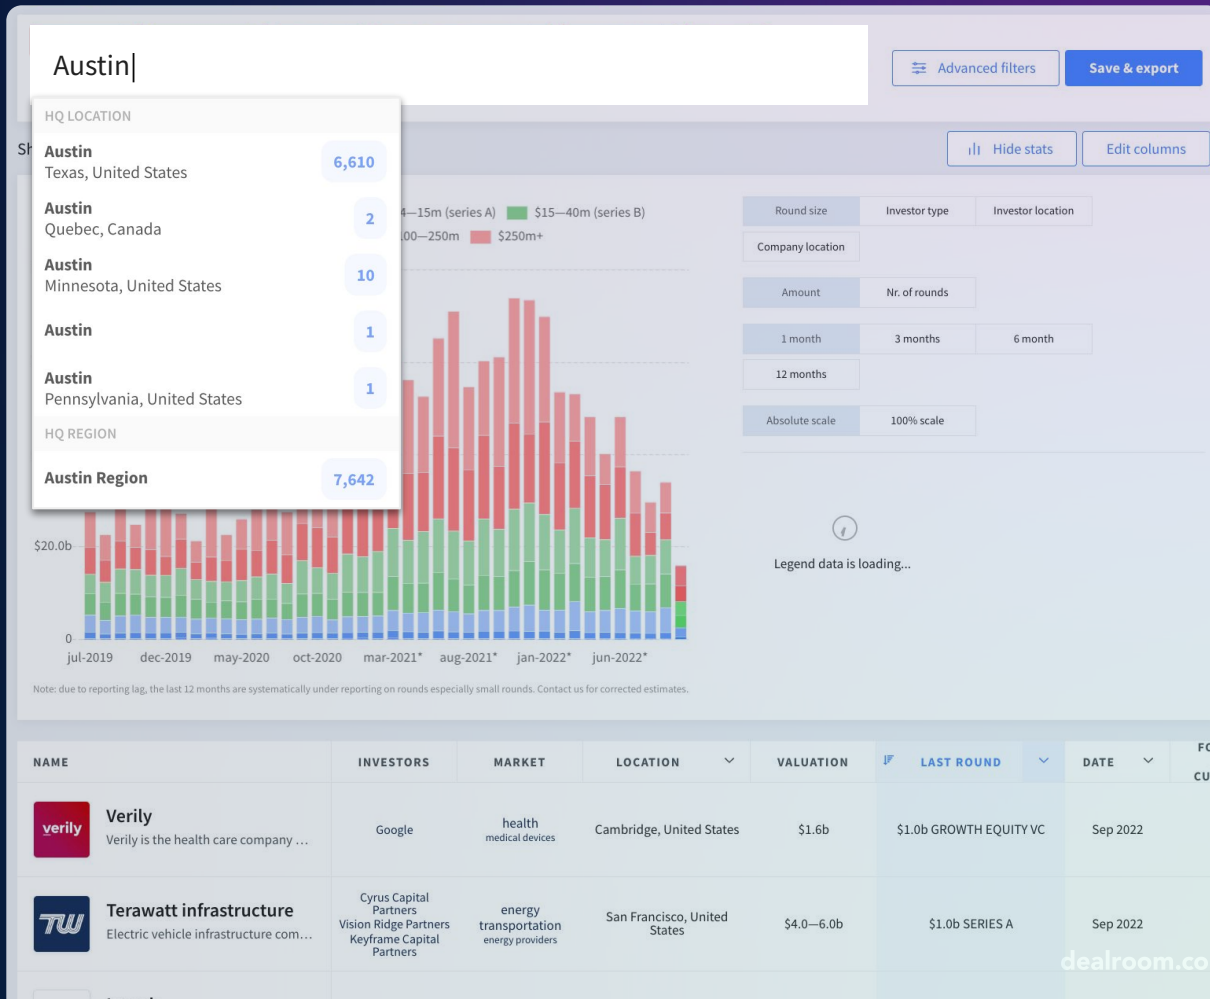 Austin
Advanced filters
Save & export
HQ LOCATION
Austin
Texas, United States
6,610
Austin
Quebec, Canada
2
Austin
Minnesota, United States
10
Austin
1
Austin
Pennsylvania, United States
1
HQ REGION
Austin Region
7,642
Hide stats
Edit columns
4—15m (series A)
$15—40m (series B)
00—250m
$250m+
Round size
Investor type
Investor location
Company location
Amount
Nr. of rounds
1 month
3 months
6 month
12 months
Absolute scale
100% scale
Legend data is loading...
$20.0b
0
jul-2019
dec-2019
may-2020
oct-2020
mar-2021*
aug-2021*
jan-2022*
jun-2022*
Note: due to reporting lag, the last 12 months are systematically under reporting on rounds especially small rounds. Contact us for corrected estimates.
NAME
INVESTORS
MARKET
LOCATION
VALUATION
LAST ROUND
DATE
verily
Verily
Verily is the health care company ...
Google
health
medical devices
Cambridge, United States
$1.6b
$1.0b GROWTH EQUITY VC
Sep 2022
TW
Terawatt infrastructure
Electric vehicle infrastructure com...
Cyrus Capital
Partners
Vision Ridge Partners
Keyframe Capital
Partners
energy
transportation
energy providers
San Francisco, United
States
$4.0—6.0b
$1.0b SERIES A
Sep 2022
dealroom.co